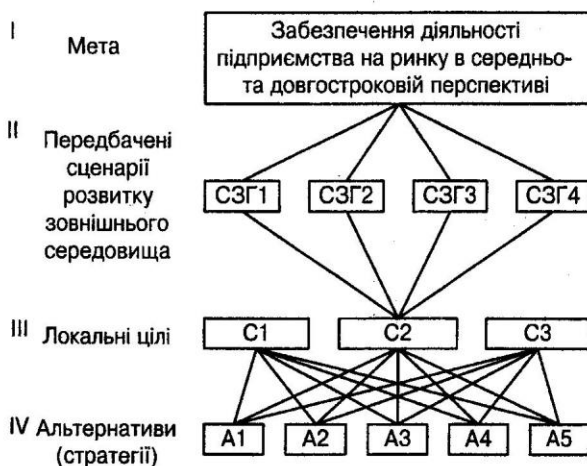 I
Мета
Забезпечення діяльності
підприємства на ринку в середньо-
та довгостроковій перспективі
II
Передбачені
сценарії
розвитку
зовнішнього
середовища
СЗГ1 СЗГ2 СЗГ3 СЗГ4
III Локальні цілі
С1 С2 С3
IV Альтернативи
(стратегії)
А1 А2 А3 А4 А5